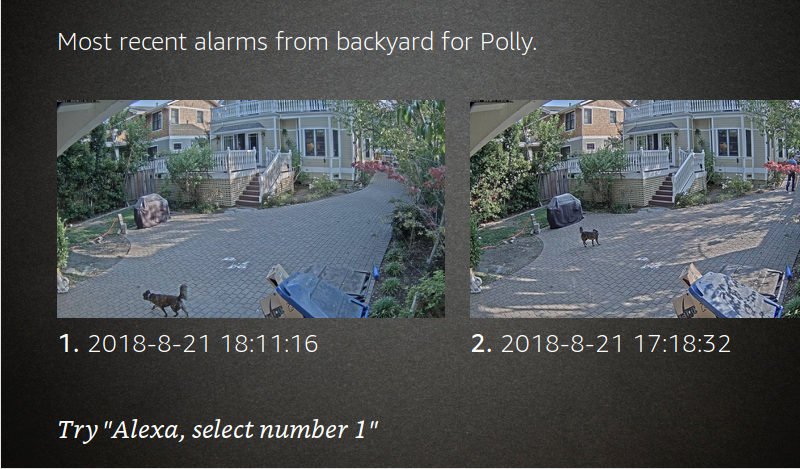 Most recent alarms from backyard for Polly.
1. 2018-8-21 18:11:16
2. 2018-8-21 17:18:32
Try "Alexa, select number 1"